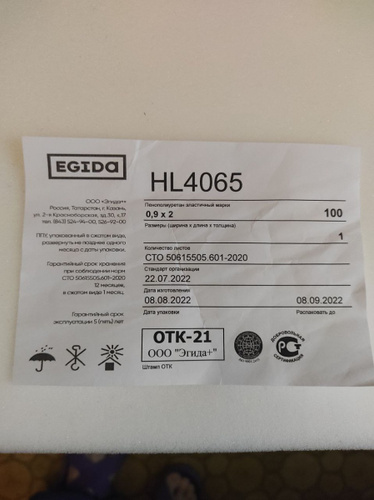 EGIDA
HL4065
ООО «Эгида+»
Россия, Татарстан, г. Казань,
ул. 2-я Красноборская, зд.30, к.17
тел. (843) 524-94-00, 526-92-00
ППУ, упакованный в сжатом виде,
развернуть не позднее одного
месяца с даты упаковки.
Гарантийный срок хранения
при соблюдении норм
СТО 50615505.601-2020
12 месяцев,
в сжатом виде 1 месяц.
Гарантийный срок
эксплуатации 5 (пять) лет
Пенополиуретан эластичный марки
0,9 x 2 100
Размеры (ширина х длина х толщина)
1
Количество листов
СТО 50615505.601-2020
Стандарт организации
22.07.2022
Дата изготовления
08.08.2022 08.09.2022
Дата упаковки Распаковать до
ОТК-21
ООО "Эгида+"
Штамп ОТК
ДОБРОВОЛЬНАЯ
СЕРТИФИКАЦИЯ